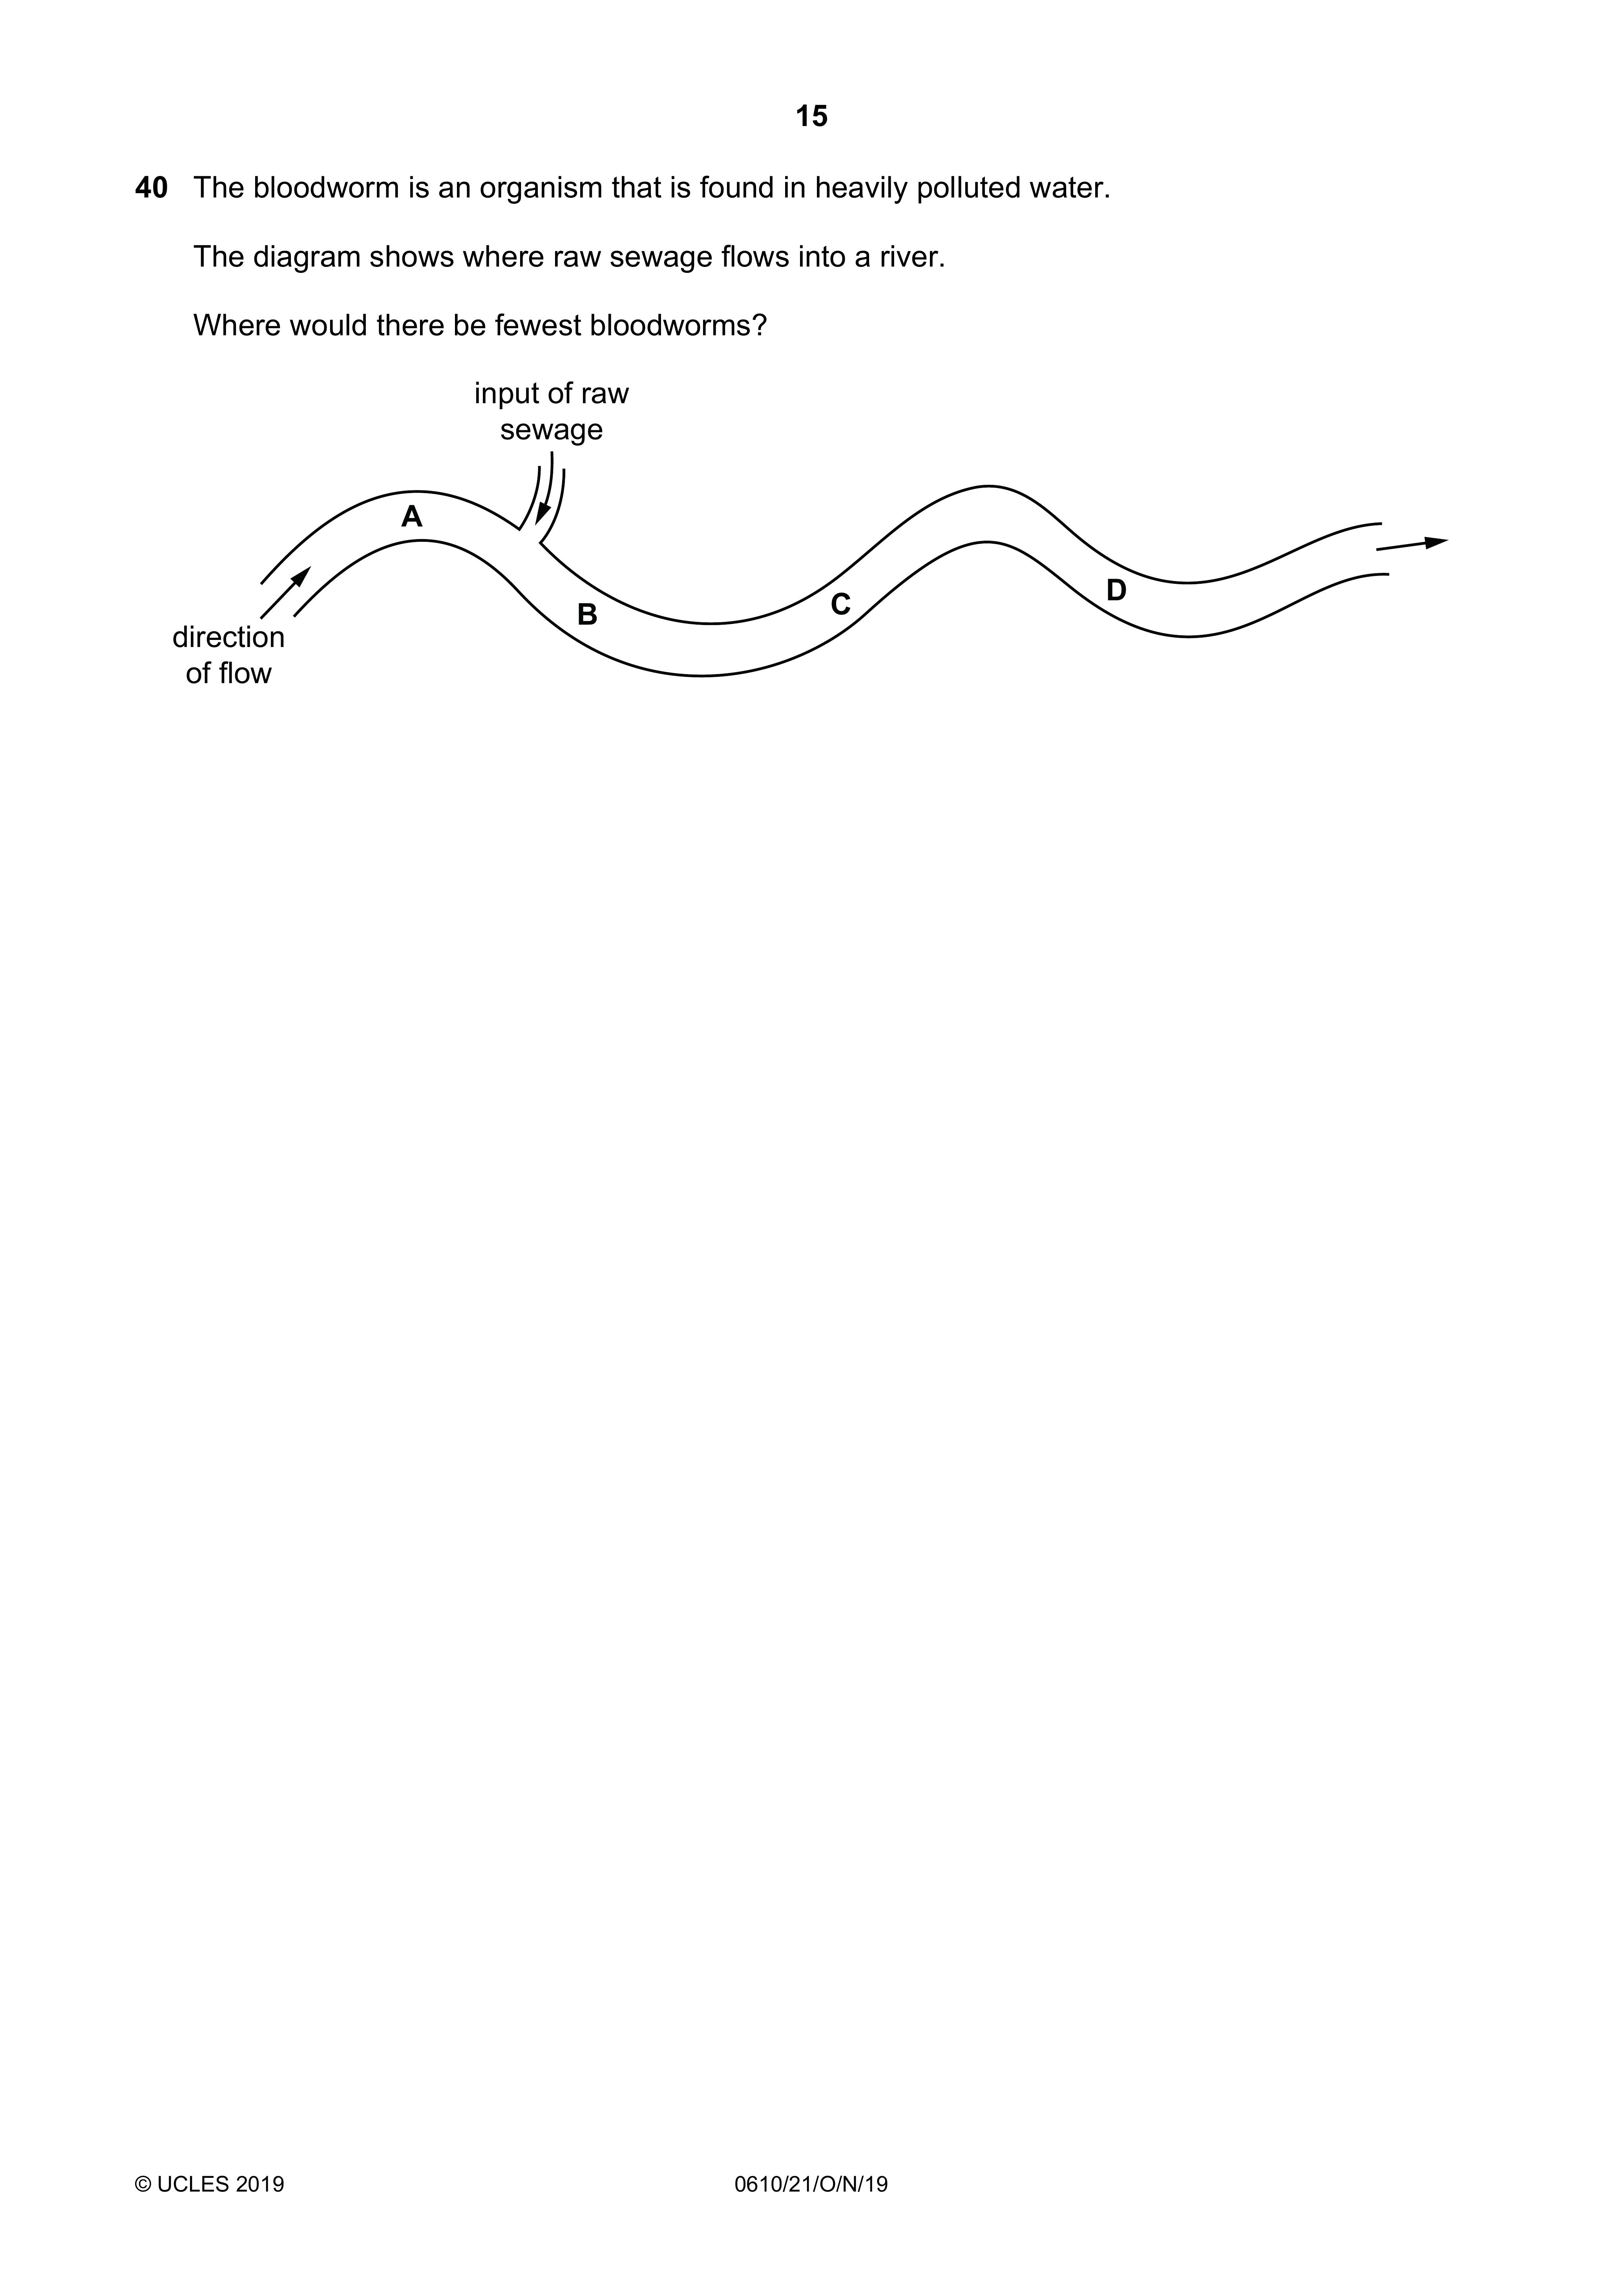 15
40 The bloodworm is an organism that is found in heavily polluted water.
The diagram shows where raw sewage flows into a river.
Where would there be fewest bloodworms?
input of raw
sewage
A
B
C
D
direction
of flow
© UCLES 2019
0610/21/O/N/19